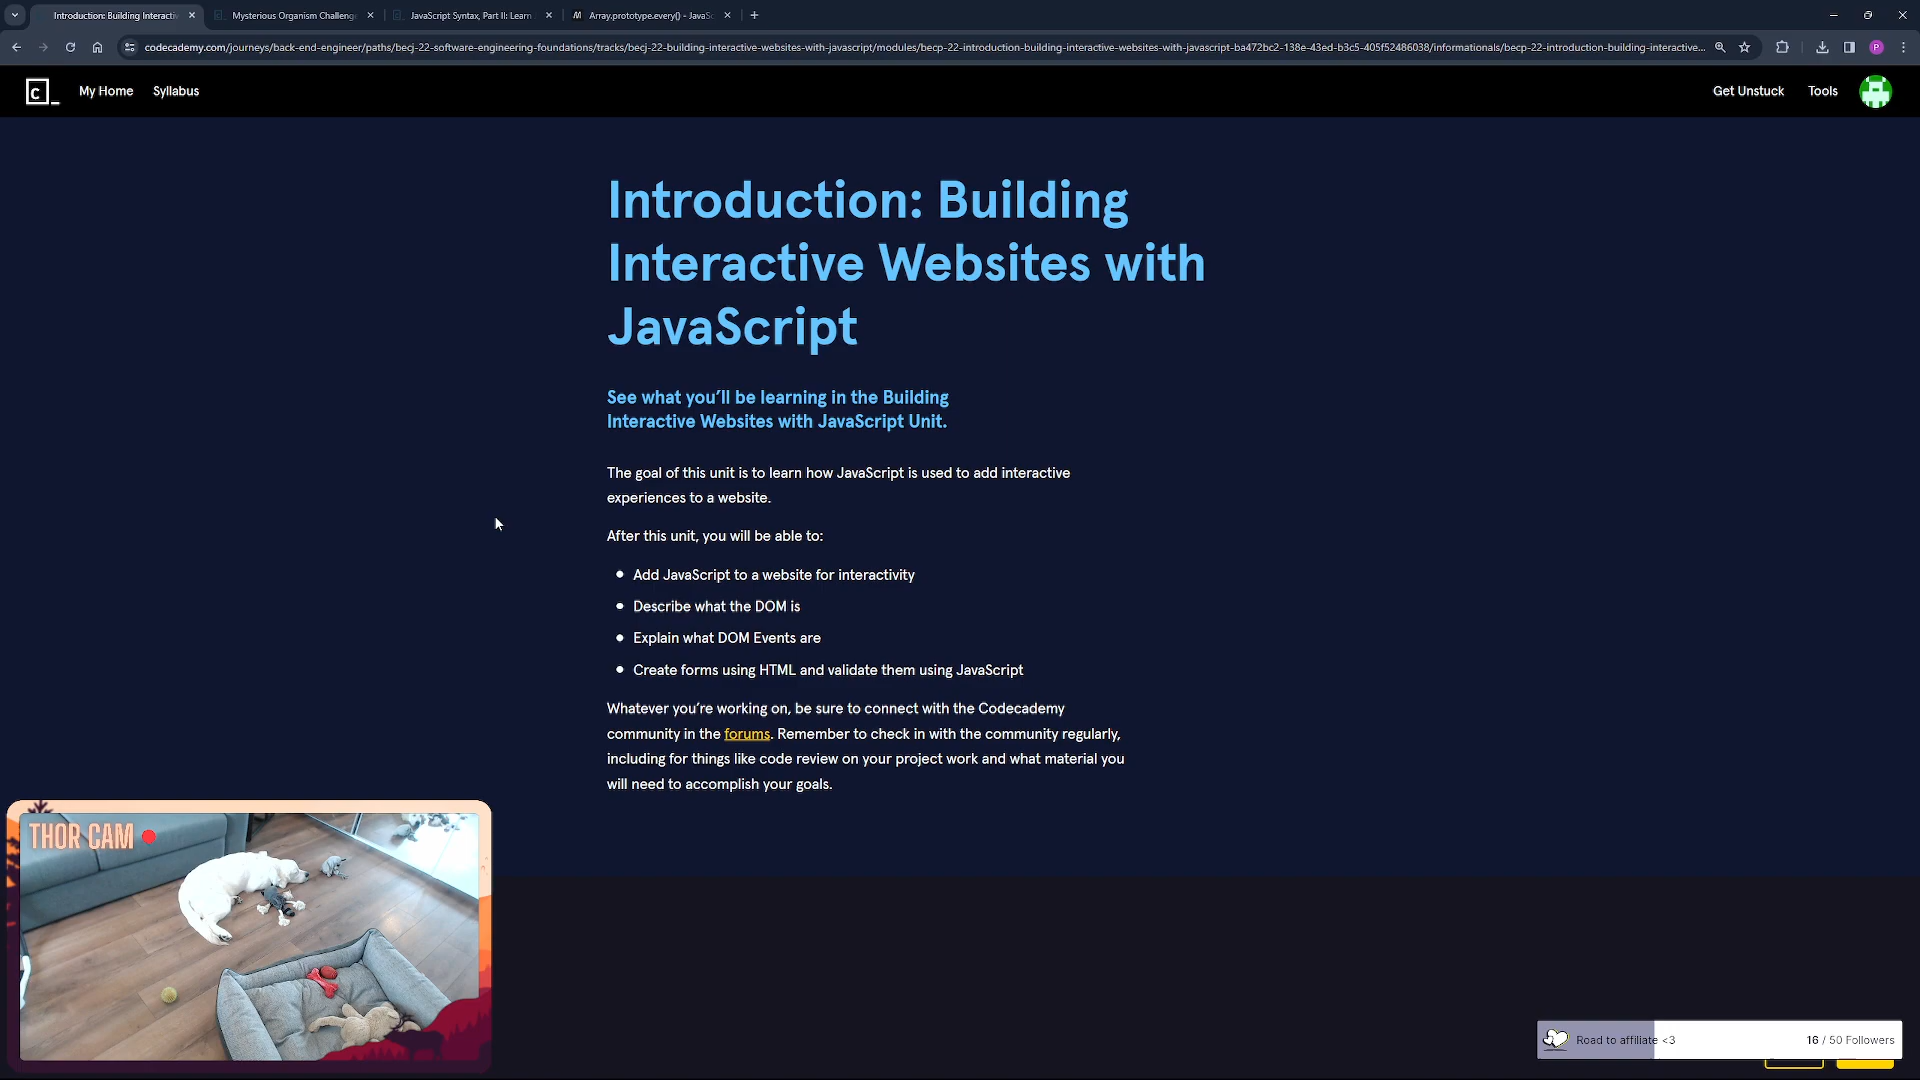 Introduction: Building Interactiv
Mysterious Organism Challeng
JavaScript Syntax, Part II: Learn
Array.prototype.every() - JavaSc
codecademy.com/journeys/back-end-engineer/paths/becj-22-software-engineering-foundations/tracks/becj-22-building-interactive-websites-with-javascript/modules/becp-22-introduction-building-interactive-websites-with-javascript-ba472bc2-138e-43ed-b3c5-405f52486038/informationals/becp-22-introduction-building-interactive...
P
c_
My Home
Syllabus
Get Unstuck
Tools
Introduction: Building
Interactive Websites with
JavaScript
See what you’ll be learning in the Building
Interactive Websites with JavaScript Unit.
The goal of this unit is to learn how JavaScript is used to add interactive
experiences to a website.
After this unit, you will be able to:
Add JavaScript to a website for interactivity
Describe what the DOM is
Explain what DOM Events are
Create forms using HTML and validate them using JavaScript
Whatever you’re working on, be sure to connect with the Codecademy
community in the forums. Remember to check in with the community regularly,
including for things like code review on your project work and what material you
will need to accomplish your goals.
THOR CAM
Road to affiliate <3
16 / 50 Followers